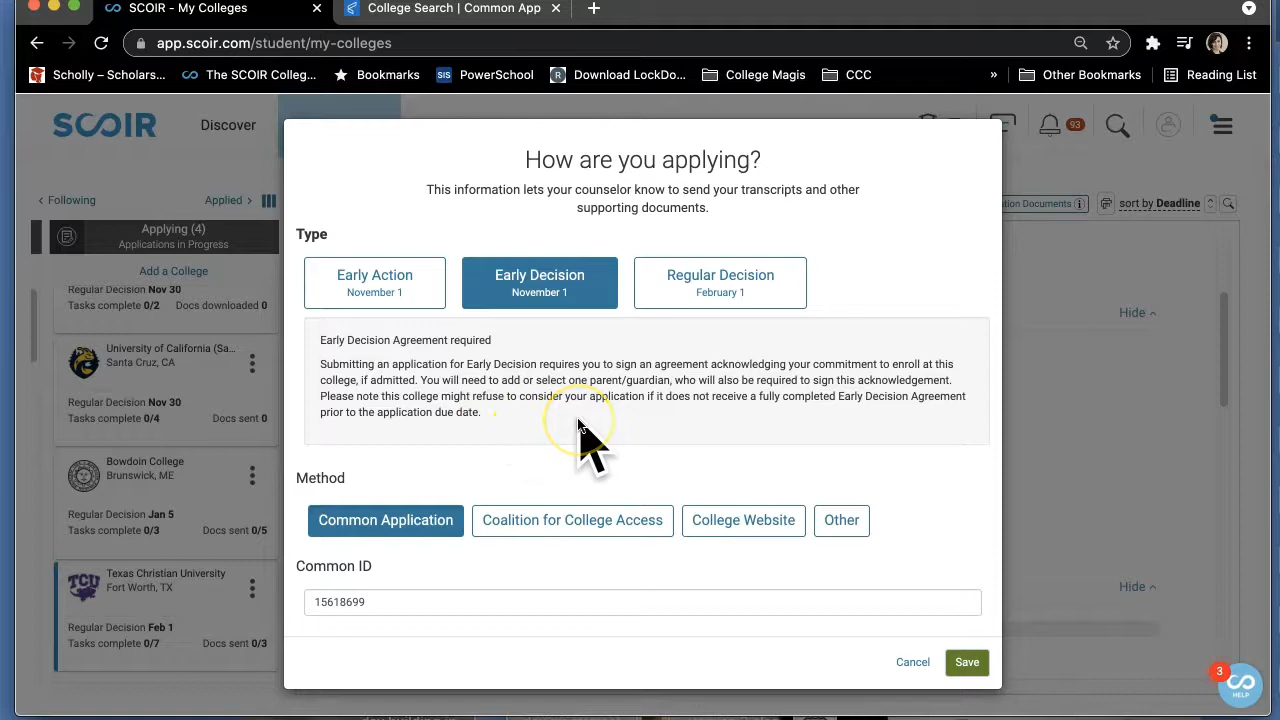 SCOIR - My Colleges
College Search | Common App
app.scoir.com/student/my-colleges
Scholly – Scholars...
The SCOIR Colleg...
Bookmarks
SIS
PowerSchool
Download LockDo...
College Magis
CCC
»
Other Bookmarks
Reading List
SCOIR
Discover
93
How are you applying?
This information lets your counselor know to send your transcripts and other
supporting documents.
Following
Applied
Documents
sort by Deadline
Applying (4)
Applications in Progress
Add a College
Regular Decision Nov 30
Tasks complete 0/2 Docs downloaded 0
University of California (Sa...
Santa Cruz, CA
Regular Decision Nov 30
Tasks complete 0/4 Docs sent 0
Bowdoin College
Brunswick, ME
Regular Decision Jan 5
Tasks complete 0/3 Docs sent 0/5
TCU
Texas Christian University
Fort Worth, TX
Regular Decision Feb 1
Tasks complete 0/7 Docs sent 0/3
Type
Early Action
November 1
Early Decision
November 1
Regular Decision
February 1
Early Decision Agreement required
Submitting an application for Early Decision requires you to sign an agreement acknowledging your commitment to enroll at this
college, if admitted. You will need to add or select one parent/guardian, who will also be required to sign this acknowledgement.
Please note this college might refuse to consider your application if it does not receive a fully completed Early Decision Agreement
prior to the application due date.
Method
Common Application
Coalition for College Access
College Website
Other
Common ID
15618699
Cancel
Save
Hide
Hide
3
HELP